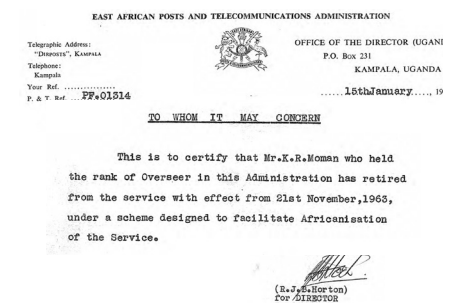 EAST AFRICAN POSTS AND TELECOMMUNICATIONS ADMINISTRATION
Telegraphic Address:
"DIRPOSTS", KAMPALA
Telephone:
Kampala
Your Ref. ................
P. & T. Ref. ....PF.01314
OFFICE OF THE DIRECTOR (UGANI
P.O. Box 231
KAMPALA, UGANDA
......15thJanuary....., 19
TO WHOM IT MAY CONCERN
This is to certify that Mr.K.R.Moman who held
the rank of Overseer in this Administration has retired
from the service with effect from 21st November,1963,
under a scheme designed to facilitate Africanisation
of the Service.
(R.J.B.Horton)
for DIRECTOR